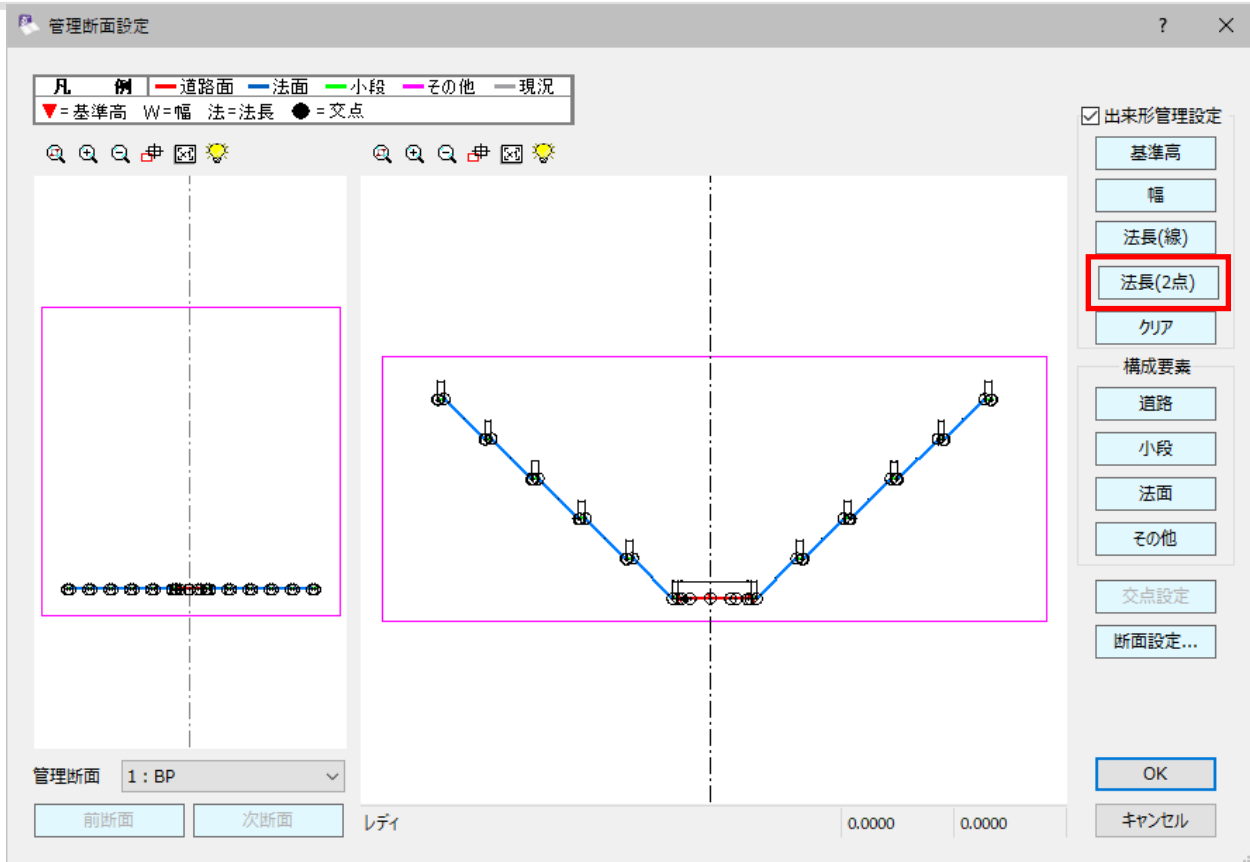 管理断面設定
? ×
凡 例 道路面 法面 小段 その他 現況
▼=基準高 W=幅 法=法長 ●=交点
出来形管理設定
基準高
幅
法長(線)
法長(2点)
クリア
構成要素
道路
小段
法面
その他
交点設定
断面設定...
管理断面 1:BP
前断面 次断面
レディ 0.0000 0.0000
OK
キャンセル